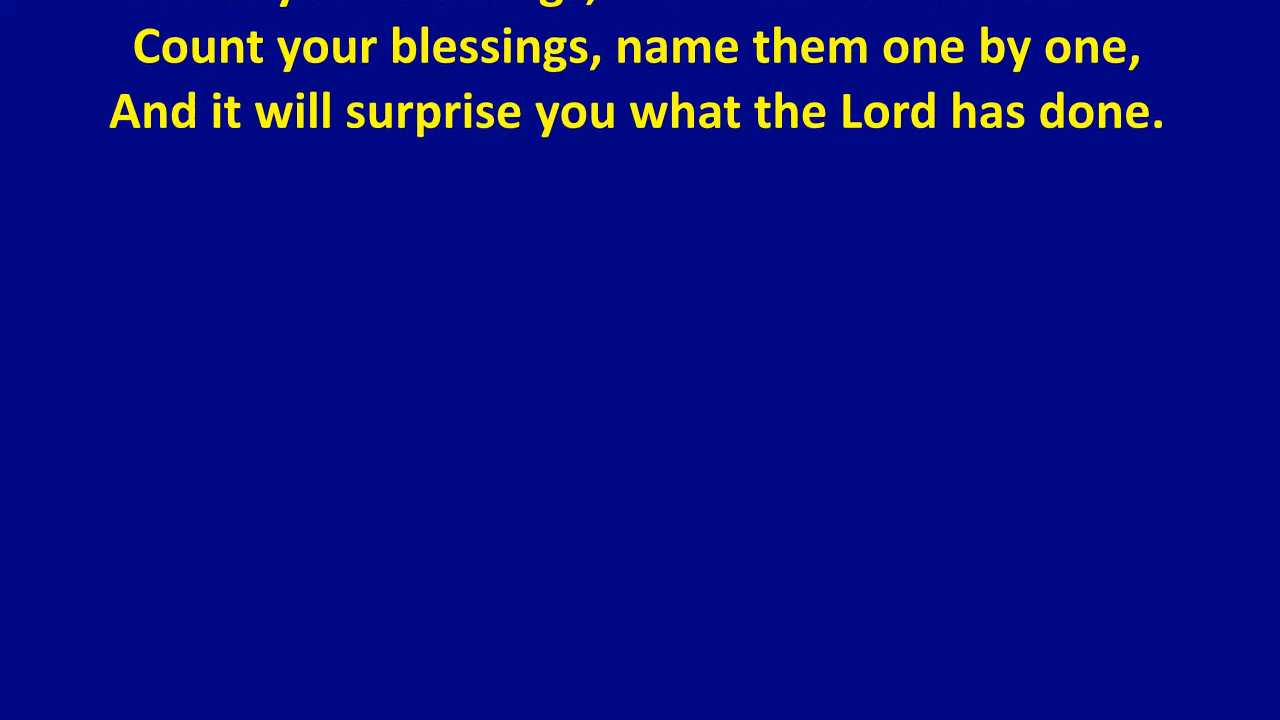 Count your blessings, name them one by one,
And it will surprise you what the Lord has done.